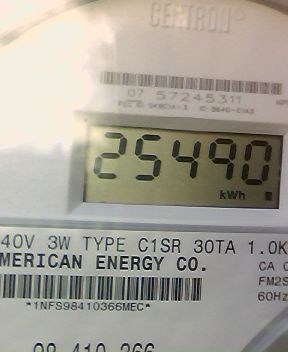 CENTRON®
07 57245311
25490
kWh
40V 3W TYPE C1SR 30TA 1.0K
MERICAN ENERGY CO.
CA 0
FM2S
60Hz
*1NFS98410366MEC*
98 410 366